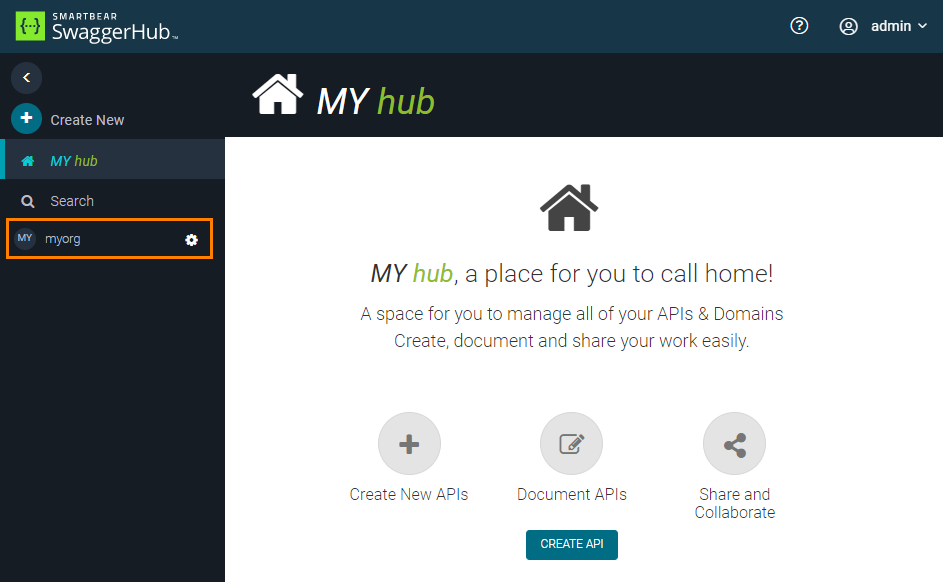 SMARTBEAR
SwaggerHub™
admin
Create New
MY hub
Search
MY myorg
MY hub
MY hub, a place for you to call home!
A space for you to manage all of your APIs & Domains
Create, document and share your work easily.
Create New APIs
Document APIs
Share and
Collaborate
CREATE API